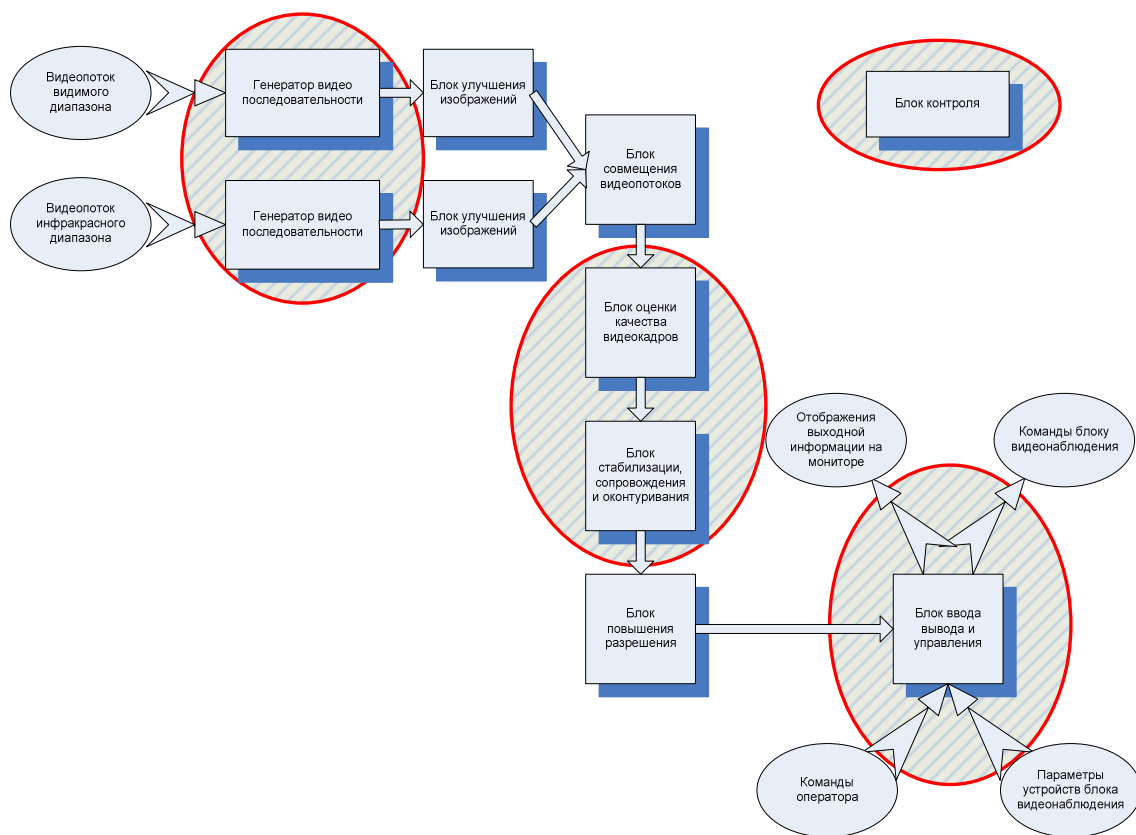 Видеопоток
видимого
диапазона
Генератор видео
последовательности
Блок улучшения
изображений
Блок контроля
Видеопоток
инфракрасного
диапазона
Генератор видео
последовательности
Блок улучшения
изображений
Блок
совмещения
видеопотоков
Блок оценки
качества
видеокадров
Блок
стабилизации,
сопровождения
и оконтуривания
Блок
повышения
разрешения
Отображения
выходной
информации на
мониторе
Команды блоку
видеонаблюдения
Блок ввода
вывода и
управления
Команды
оператора
Параметры
устройств блока
видеонаблюдения